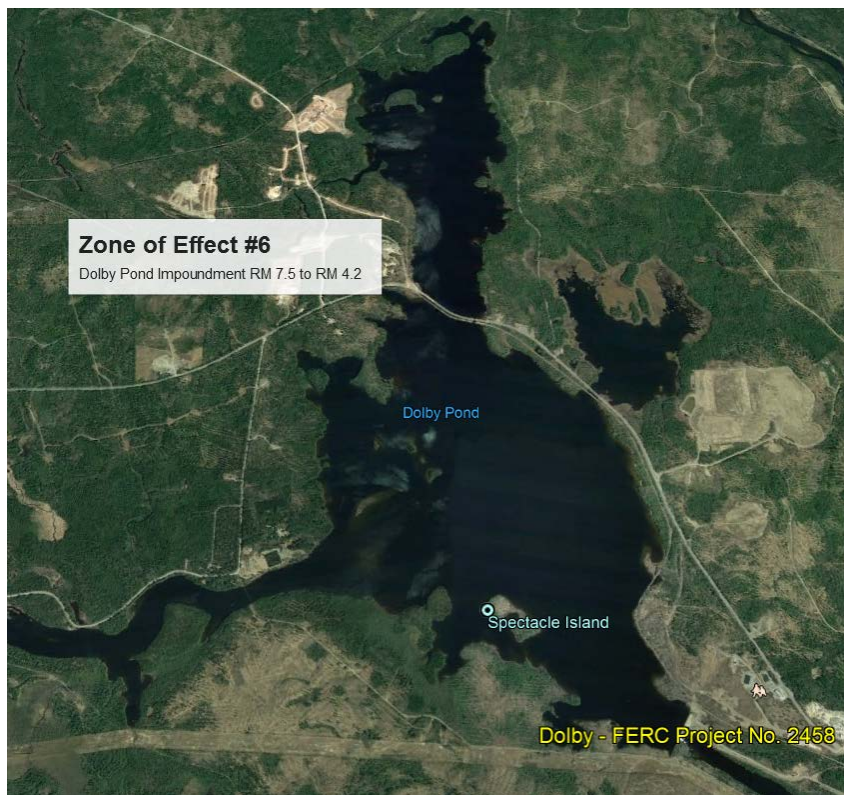 Zone of Effect #6
Dolby Pond Impoundment RM 7.5 to RM 4.2
Dolby Pond
Spectacle Island
Dolby - FERC Project No. 2458